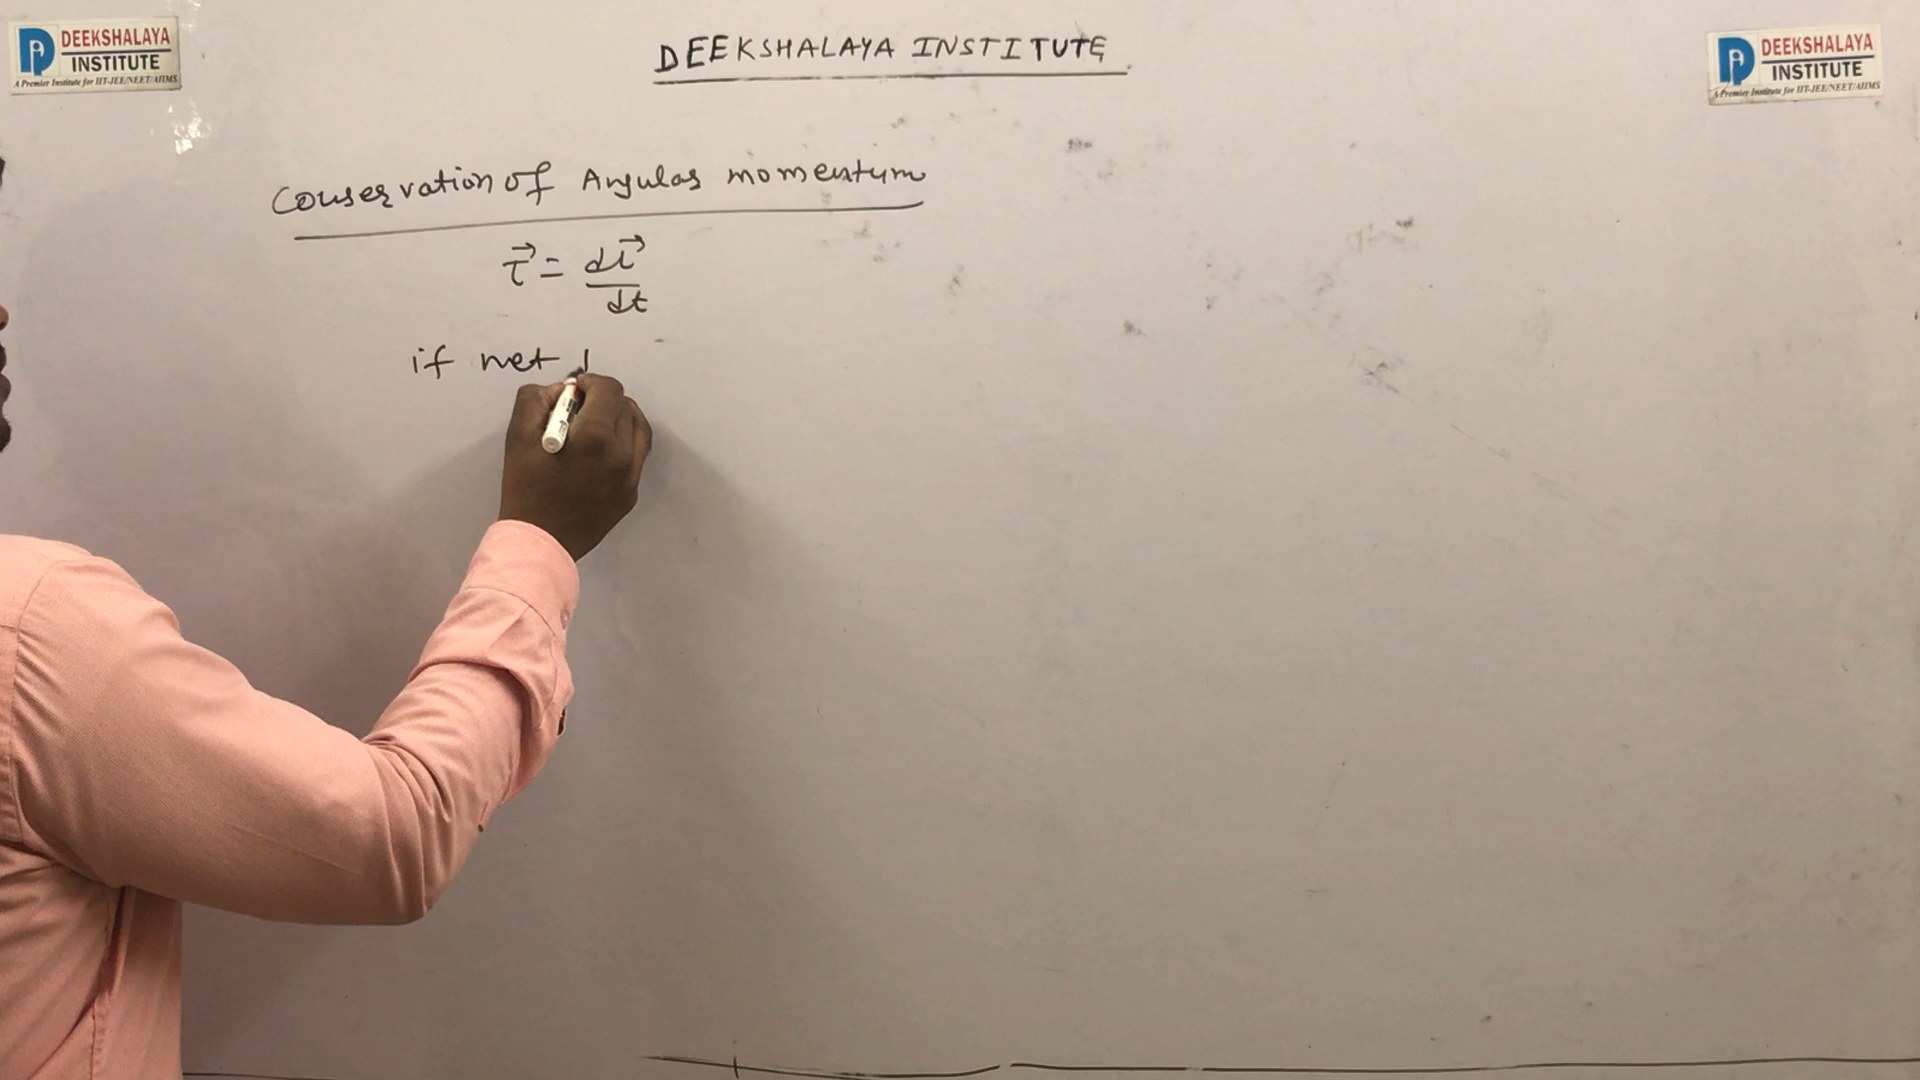 DEEKSHALAYA
INSTITUTE
A Premier Institute for IIT-JEE/NEET/AIIMS
DEEKSHALAYA INSTITUTE
DEEKSHALAYA
INSTITUTE
A Premier Institute for IIT-JEE/NEET/AIIMS
Conservation of Angular momentum
τ⃗ = dL⃗
dt
if net